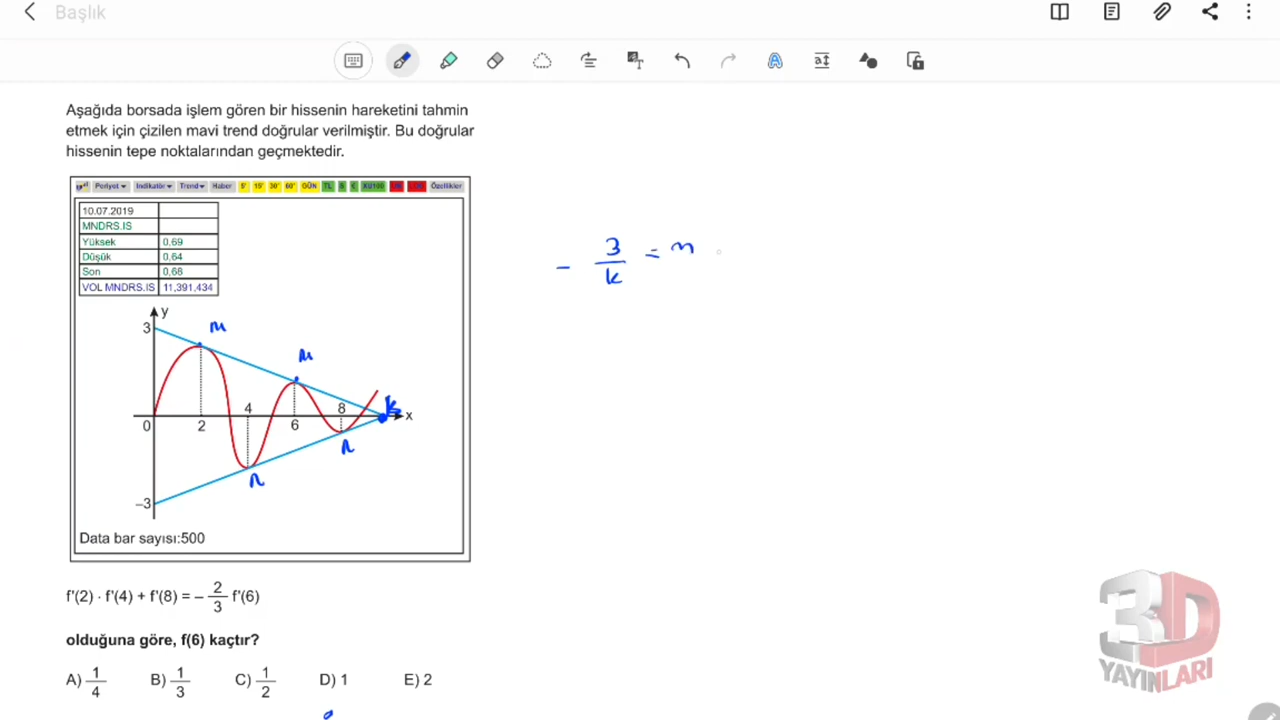 Başlık
Aşağıda borsada işlem gören bir hissenin hareketini tahmin
etmek için çizilen mavi trend doğrular verilmiştir. Bu doğrular
hissenin tepe noktalarından geçmektedir.
Periyot İndikatör Trend Haber 5' 15' 30' 60' GÜN TL $ € XU100 Özellikler
10.07.2019
MNDRS.IS
Yüksek 0,69
Düşük 0,64
Son 0,68
VOL MNDRS.IS 11,391,434
- 3/k = m
y
3 m
m
4 8 k
0 2 6 x
n
n
–3
Data bar sayısı:500
f'(2) · f'(4) + f'(8) = – 2/3 f'(6)
olduğuna göre, f(6) kaçtır?
A) 1/4 B) 1/3 C) 1/2 D) 1 E) 2
3D
YAYINLARI